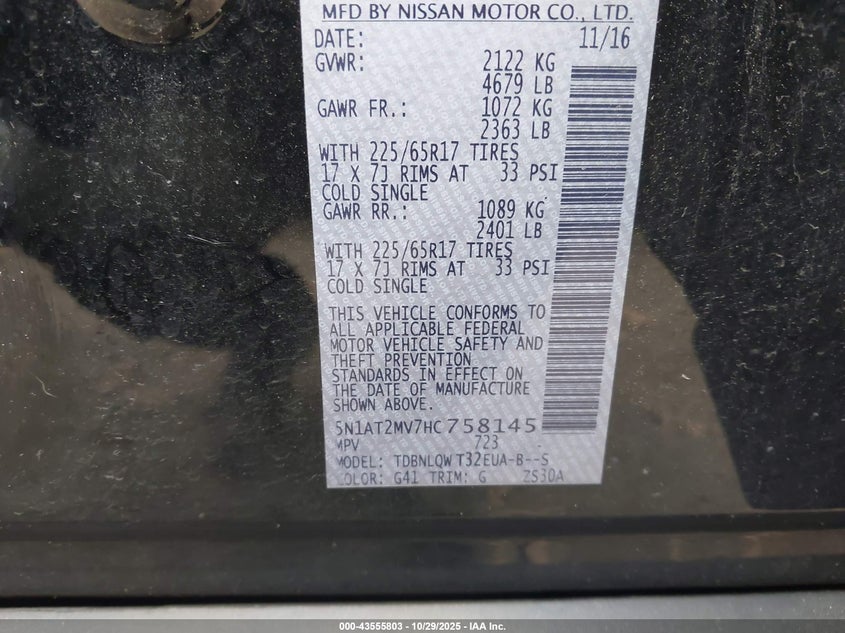 MFD BY NISSAN MOTOR CO., LTD.
DATE: 11/16
GVWR: 2122 KG
4679 LB
GAWR FR.: 1072 KG
2363 LB
WITH 225/65R17 TIRES
17 X 7J RIMS AT 33 PSI
COLD SINGLE
GAWR RR.: 1089 KG
2401 LB
WITH 225/65R17 TIRES
17 X 7J RIMS AT 33 PSI
COLD SINGLE
THIS VEHICLE CONFORMS TO
ALL APPLICABLE FEDERAL
MOTOR VEHICLE SAFETY AND
THEFT PREVENTION
STANDARDS IN EFFECT ON
THE DATE OF MANUFACTURE
SHOWN ABOVE.
5N1AT2MV7HC758145
MPV 723
MODEL: TDBNLQW T32EUA-B--S
COLOR: G41 TRIM: G ZS30A
000-43555803 - 10/29/2025 - IAA Inc.